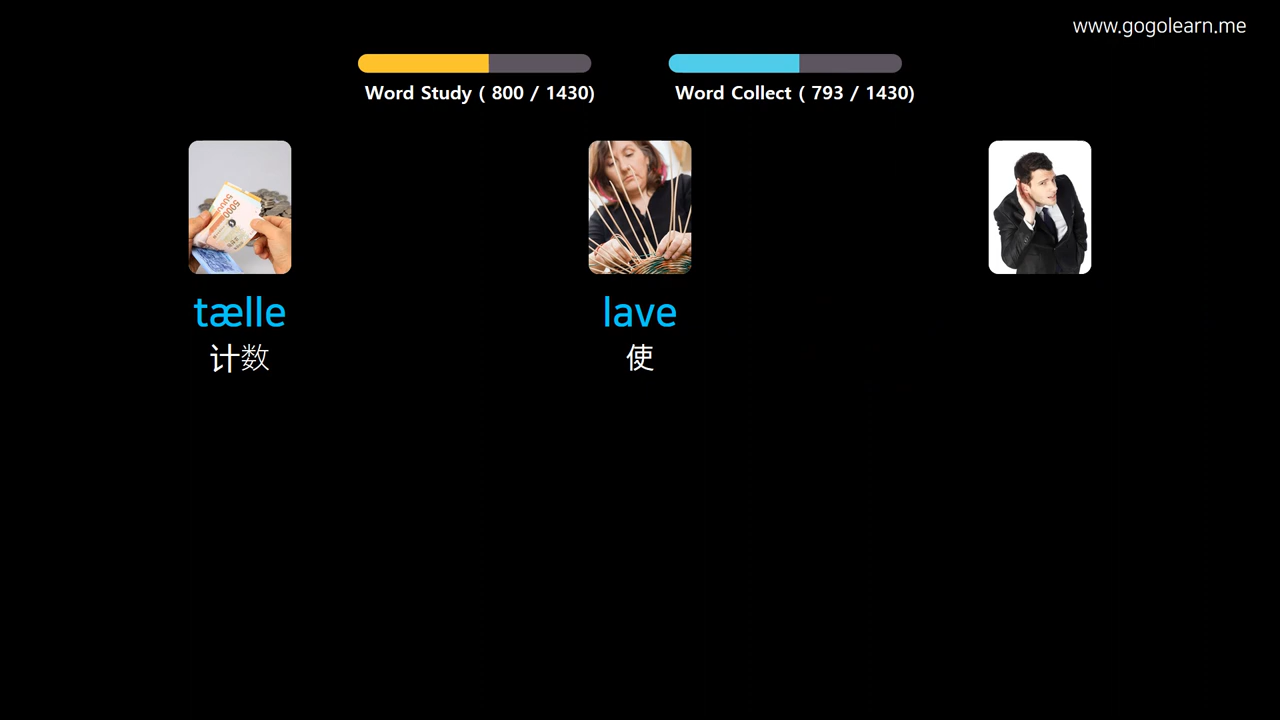 www.gogolearn.me
Word Study ( 800 / 1430)
Word Collect ( 793 / 1430)
tælle
lave
计数
使